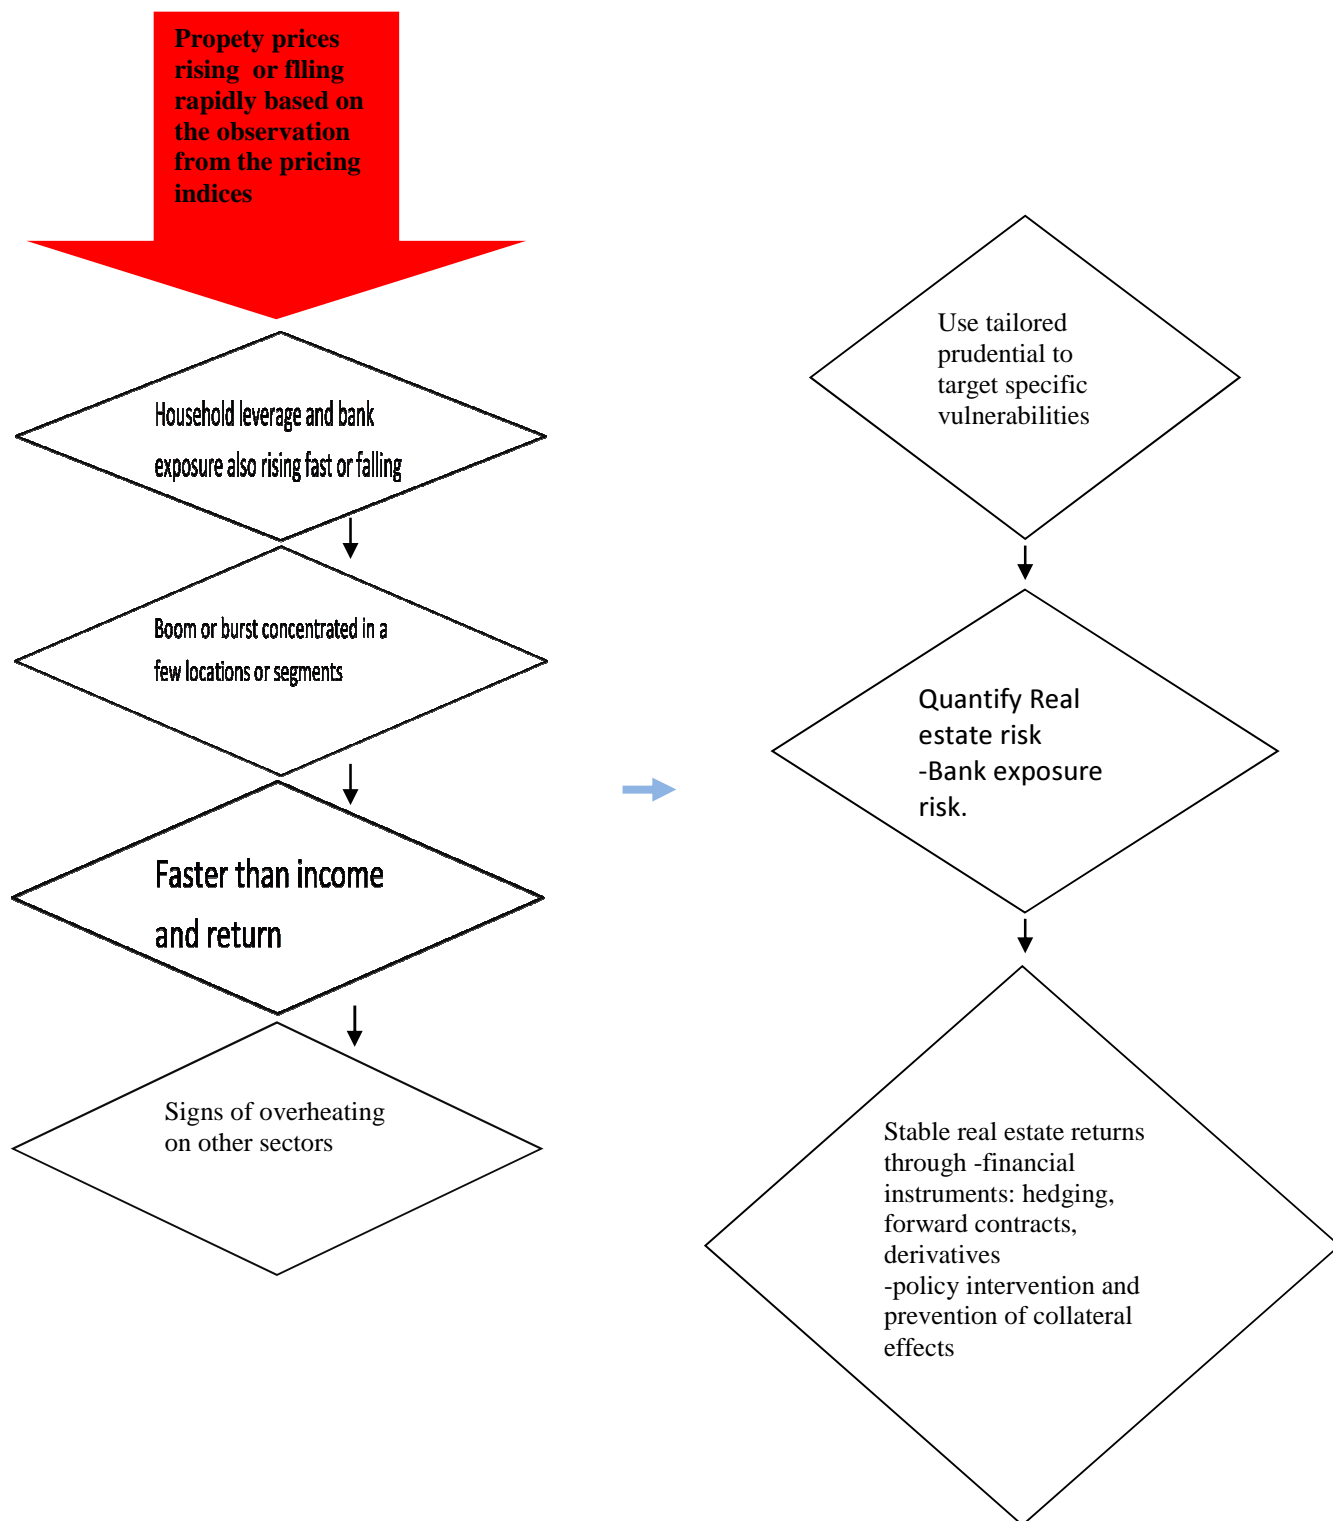 Propety prices
rising or flling
rapidly based on
the observation
from the pricing
indices
Household leverage and bank
exposure also rising fast or falling
Boom or burst concentrated in a
few locations or segments
Faster than income
and return
Signs of overheating
on other sectors
Use tailored
prudential to
target specific
vulnerabilities
Quantify Real
estate risk
-Bank exposure
risk.
Stable real estate returns
through -financial
instruments: hedging,
forward contracts,
derivatives
-policy intervention and
prevention of collateral
effects